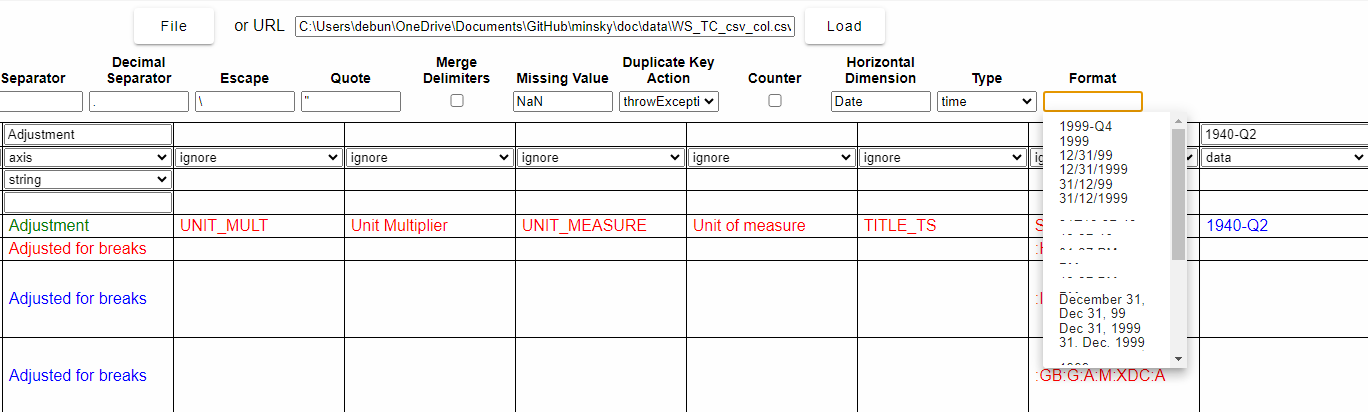 File or URL C:\Users\debun\OneDrive\Documents\GitHub\minsky\doc\data\WS_TC_csv_col.csv Load
Separator Decimal Separator Escape Quote Merge Delimiters Missing Value Duplicate Key Action Counter Horizontal Dimension Type Format
. \ " NaN throwExcepti Date time
1999-Q4
1999
12/31/99
12/31/1999
31/12/99
31/12/1999
December 31,
Dec 31, 99
Dec 31, 1999
31. Dec. 1999
Adjustment 1940-Q2
axis ignore ignore ignore ignore ignore data
string
Adjustment UNIT_MULT Unit Multiplier UNIT_MEASURE Unit of measure TITLE_TS 1940-Q2
Adjusted for breaks
Adjusted for breaks
Adjusted for breaks :GB:G:A:M:XDC:A